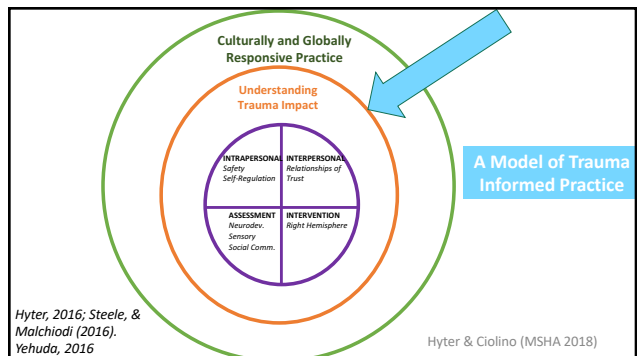 Culturally and Globally
Responsive Practice
Understanding
Trauma Impact
INTRAPERSONAL
Safety
Self-Regulation
INTERPERSONAL
Relationships of
Trust
ASSESSMENT
Neurodev.
Sensory
Social Comm.
INTERVENTION
Right Hemisphere
A Model of Trauma
Informed Practice
Hyter, 2016; Steele, &
Malchiodi (2016).
Yehuda, 2016
Hyter & Ciolino (MSHA 2018)